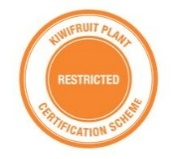 KIWIFRUIT PLANT
RESTRICTED
CERTIFICATION SCHEME